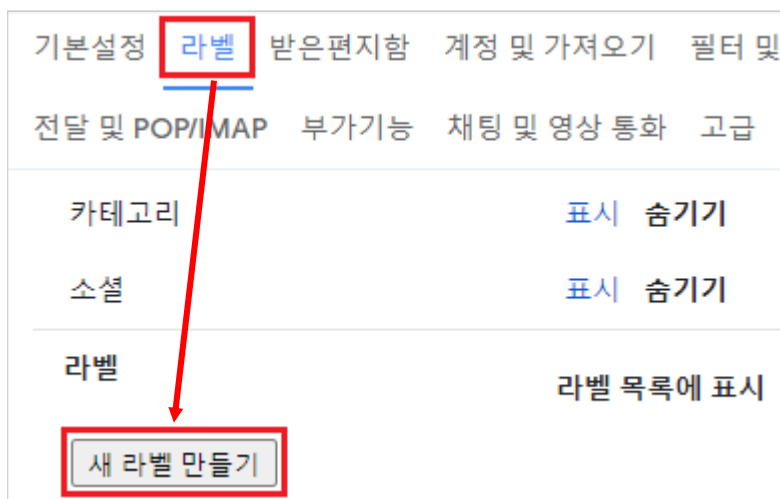 기본설정 라벨 받은편지함 계정 및 가져오기 필터 및
전달 및 POP/IMAP 부가기능 채팅 및 영상 통화 고급
카테고리 표시 숨기기
소셜 표시 숨기기
라벨
라벨 목록에 표시
새 라벨 만들기